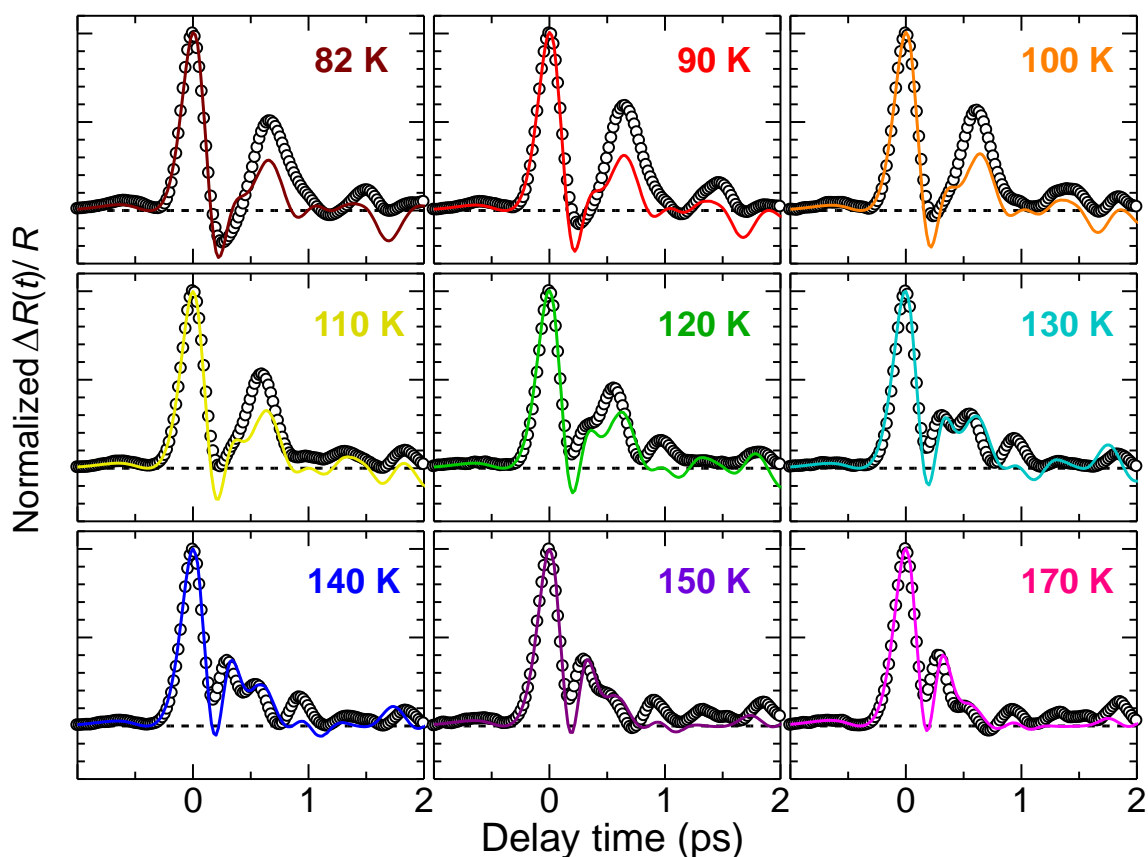 Normalized ΔR(t)/ R
82 K
90 K
100 K
110 K
120 K
130 K
140 K
150 K
170 K
0 1 2 0 1 2 0 1 2
Delay time (ps)